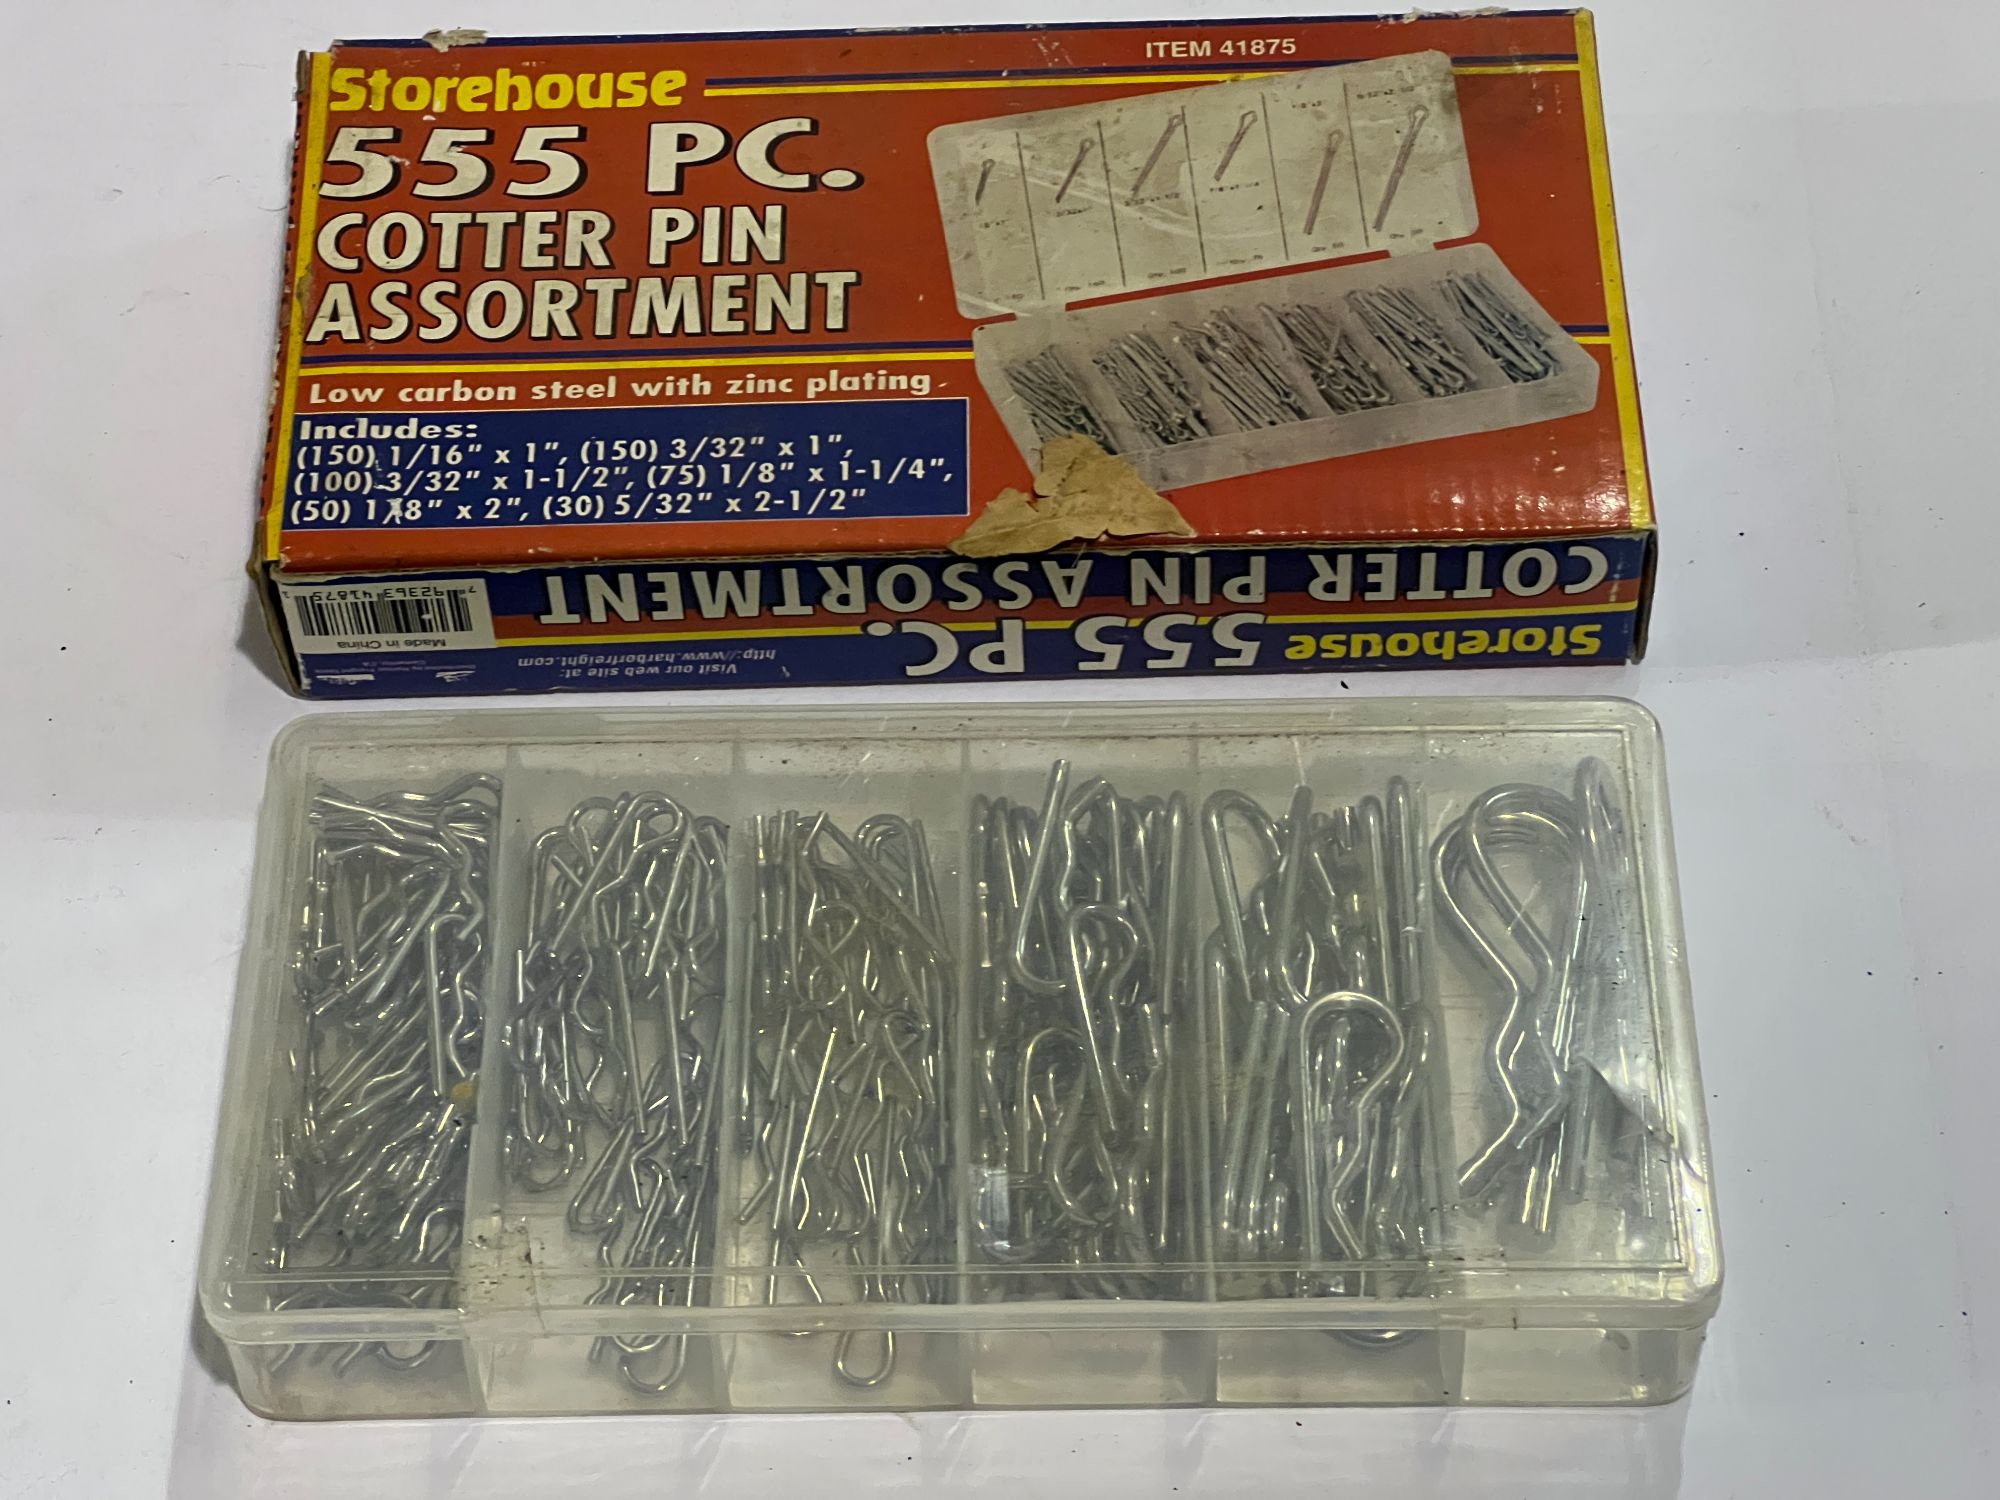 ITEM 41875
Storehouse
555 PC.
COTTER PIN
ASSORTMENT
Low carbon steel with zinc plating
Includes:
(150) 1/16" x 1", (150) 3/32" x 1",
(100) 3/32" x 1-1/2", (75) 1/8" x 1-1/4",
(50) 1/8" x 2", (30) 5/32" x 2-1/2"
Storehouse 555 PC.
COTTER PIN ASSORTMENT
Visit our web site at:
http://www.harborfreight.com
Made in China
7 92363 41875